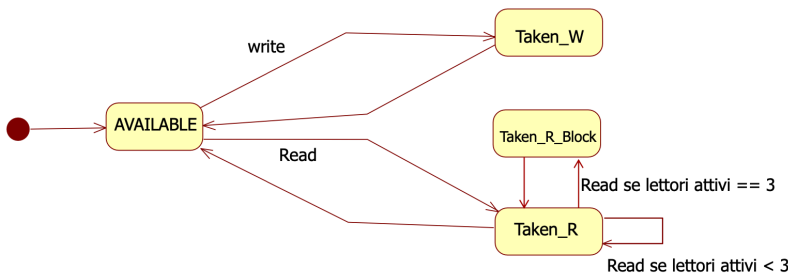 write
Taken_W
AVAILABLE
Read
Taken_R_Block
Read se lettori attivi == 3
Taken_R
Read se lettori attivi < 3